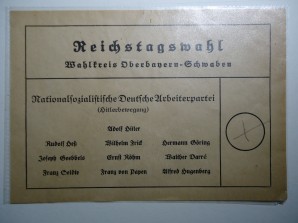 Reichstagswahl
Wahlkreis Oberbayern-Schwaben
Nationalsozialistische Deutsche Arbeiterpartei
(Hitlerbewegung)
Adolf Hitler
Rudolf Heß Wilhelm Frick Hermann Göring
Joseph Goebbels Ernst Röhm Walther Darré
Franz Seldte Franz von Papen Alfred Hugenberg